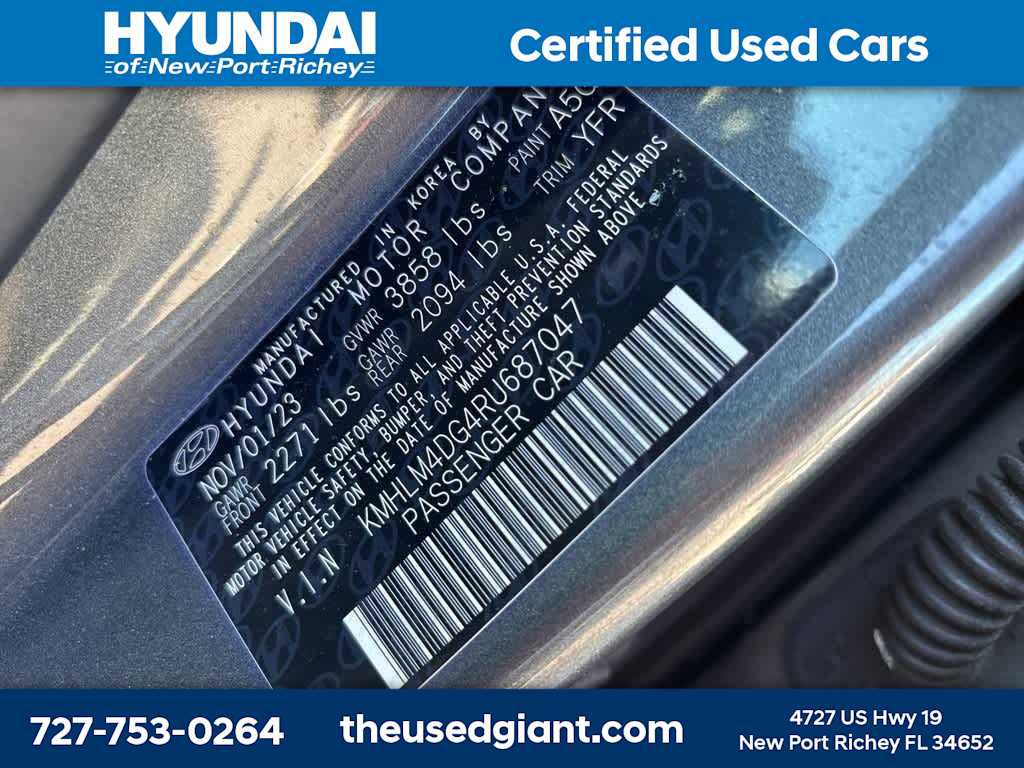 HYUNDAI
of New Port Richey
Certified Used Cars
MANUFACTURED IN KOREA BY
HYUNDAI MOTOR COMPANY
NOV/01/23 GVWR 3858 lbs PAINT
GAWR FRONT 2271 lbs GAWR REAR 2094 lbs TRIM YFR
THIS VEHICLE CONFORMS TO ALL APPLICABLE U.S.A. FEDERAL
MOTOR VEHICLE SAFETY, BUMPER AND THEFT PREVENTION STANDARDS
IN EFFECT ON THE DATE OF MANUFACTURE SHOWN ABOVE
V.I.N KMHLM4DG4RU687047
PASSENGER CAR
727-753-0264
theusedgiant.com
4727 US Hwy 19
New Port Richey FL 34652